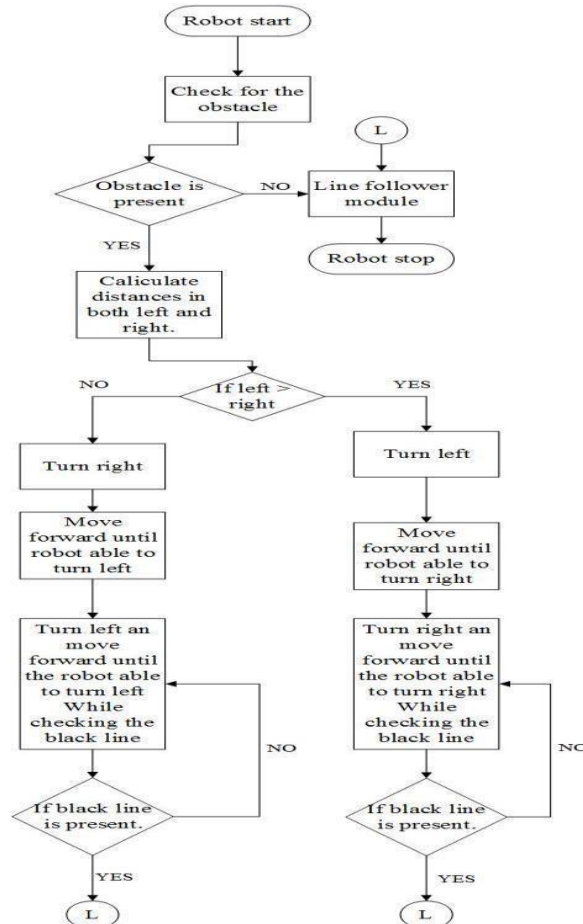 Robot start
Check for the
obstacle
L
Obstacle is
present
NO
Line follower
module
YES
Robot stop
Caliculate
distances in
both left and
right.
NO
If left >
right
YES
Turn right
Turn left
Move
forward until
robot able to
turn left
Move
forward until
robot able to
turn right
Turn left an
move
forward until
the robot able
to turn left
While
checking the
black line
NO
Turn right an
move
forward until
the robot able
to turn right
While
checking the
black line
NO
If black line
is present.
If black line
is present.
YES
YES
L
L